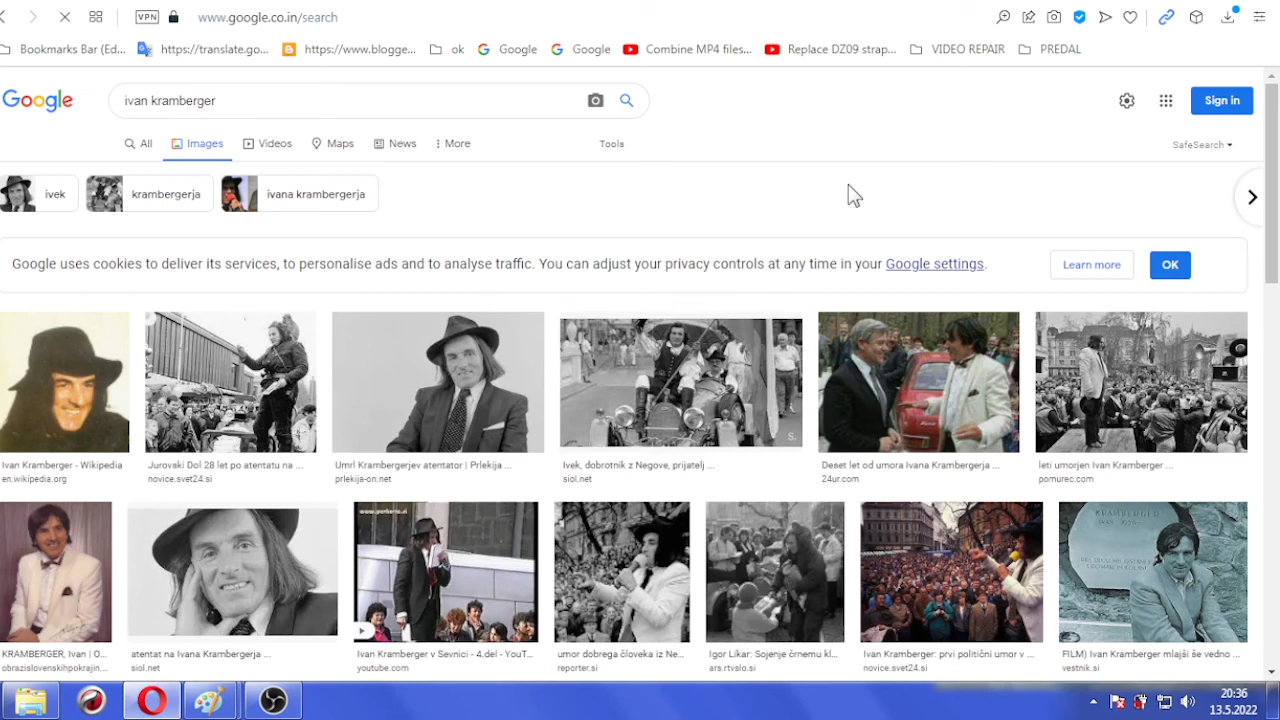 VPN
www.google.co.in/search
Bookmarks Bar (Ed...
https://translate.go...
https://www.blogge...
ok
Google
Google
Combine MP4 files...
Replace DZ09 strap...
VIDEO REPAIR
PREDAL
Google
ivan kramberger
Sign in
All
Images
Videos
Maps
News
More
Tools
SafeSearch
ivek
krambergerja
ivana krambergerja
Google uses cookies to deliver its services, to personalise ads and to analyse traffic. You can adjust your privacy controls at any time in your Google settings.
Learn more
OK
Ivan Kramberger - Wikipedia
en.wikipedia.org
Jurovski Dol 28 let po atentatu na ...
novice.svet24.si
Umrl Krambergerjev atentator | Prlekija ...
prlekija-on.net
S.
Ivek, dobrotnik z Negove, prijatelj ...
siol.net
Deset let od umora Ivana Krambergerja ...
24ur.com
leti umorjen Ivan Kramberger ...
pomurec.com
KRAMBERGER, Ivan | O...
obrazislovenskihpokrajin...
atentat na Ivana Krambergerja ...
siol.net
Ivan Kramberger v Sevnici - 4.del - YouT...
youtube.com
umor dobrega človeka iz Ne...
reporter.si
Igor Likar: Sojenje črnemu kl...
ars.rtvslo.si
Ivan Kramberger: prvi politični umor v ...
novice.svet24.si
KRAMBERGER
IVAN
FILM) Ivan Kramberger mlajši še vedno ...
vestnik.si
20:36
13.5.2022